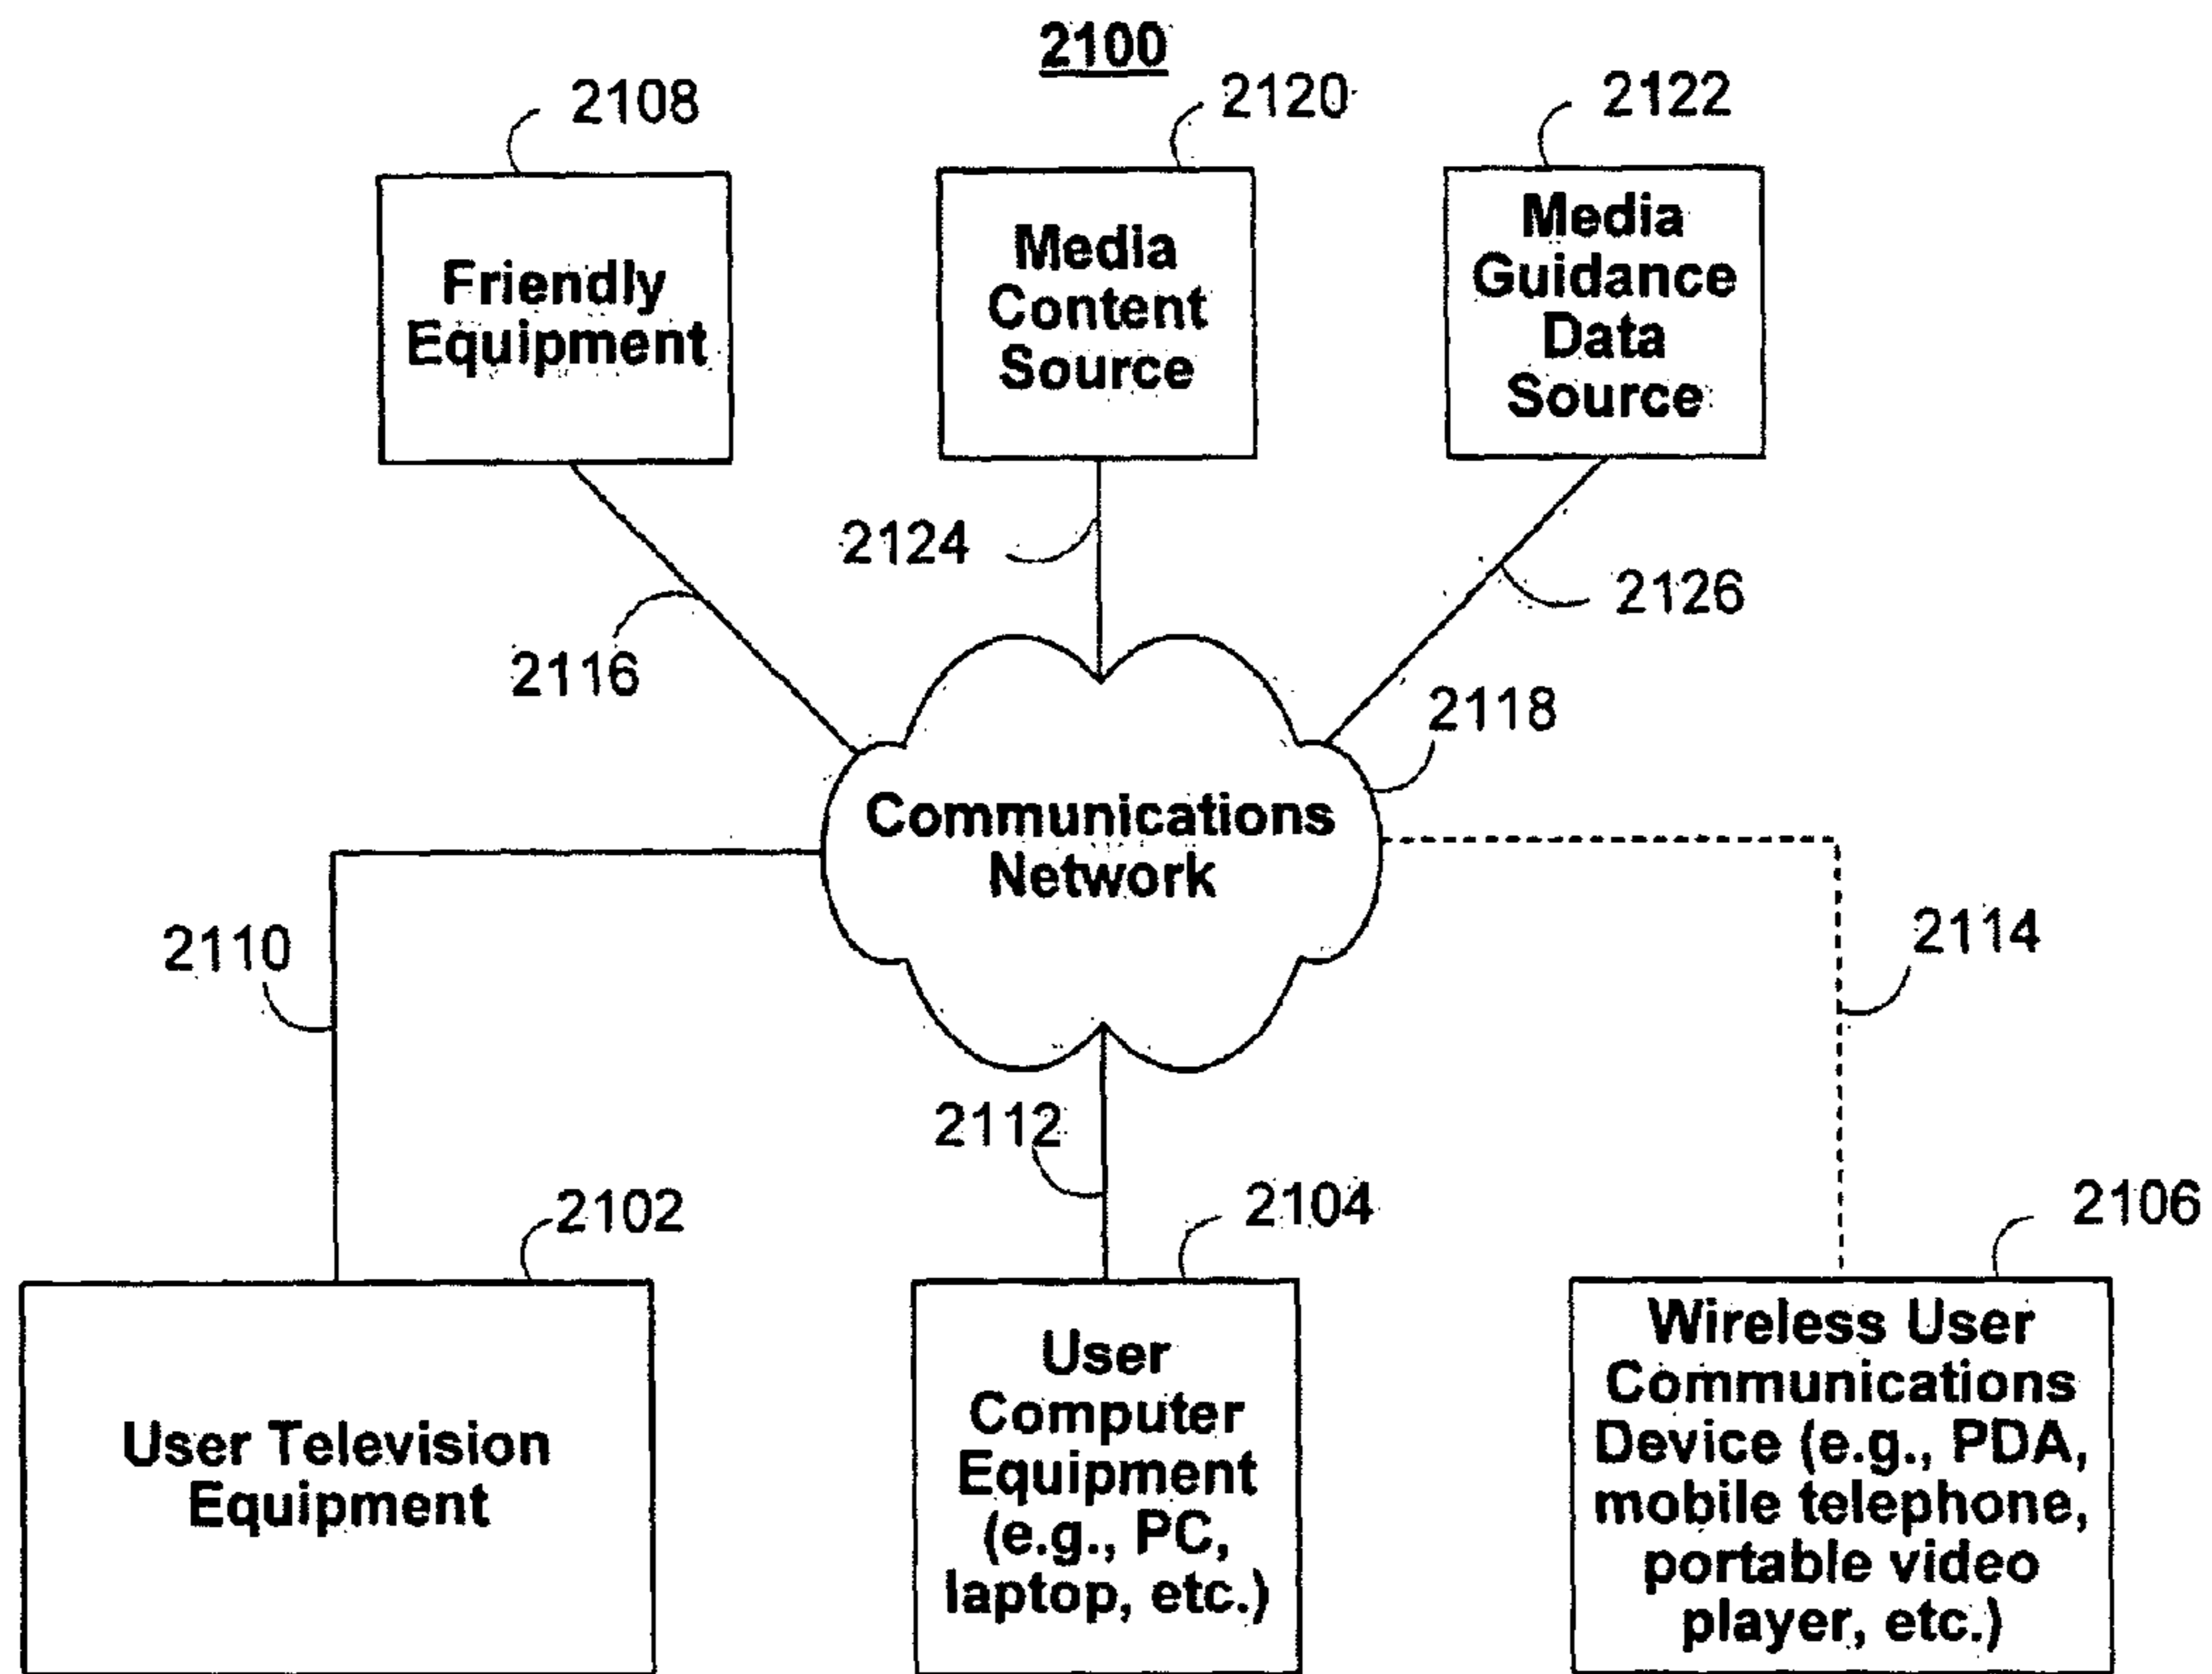 2100
2108
2120
2122
Friendly
Equipment
Media
Content
Source
Media
Guidance
Data
Source
2124
2126
2116
2118
Communications
Network
2110
2114
2112
2102
2104
2106
User Television
Equipment
User
Computer
Equipment
(e.g., PC,
laptop, etc.)
Wireless User
Communications
Device (e.g., PDA,
mobile telephone,
portable video
player, etc.)